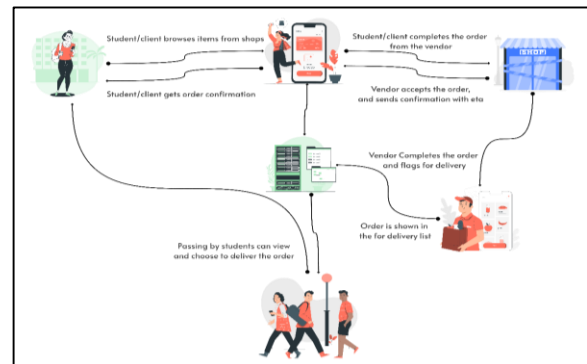 Student/client browses items from shops
Student/client completes the order
from the vendor
SHOP
Student/client gets order confirmation
Vendor accepts the order,
and sends confirmation with eta
Vendor Completes the order
and flags for delivery
Order is shown in
the for delivery list
Passing by students can view
and choose to deliver the order